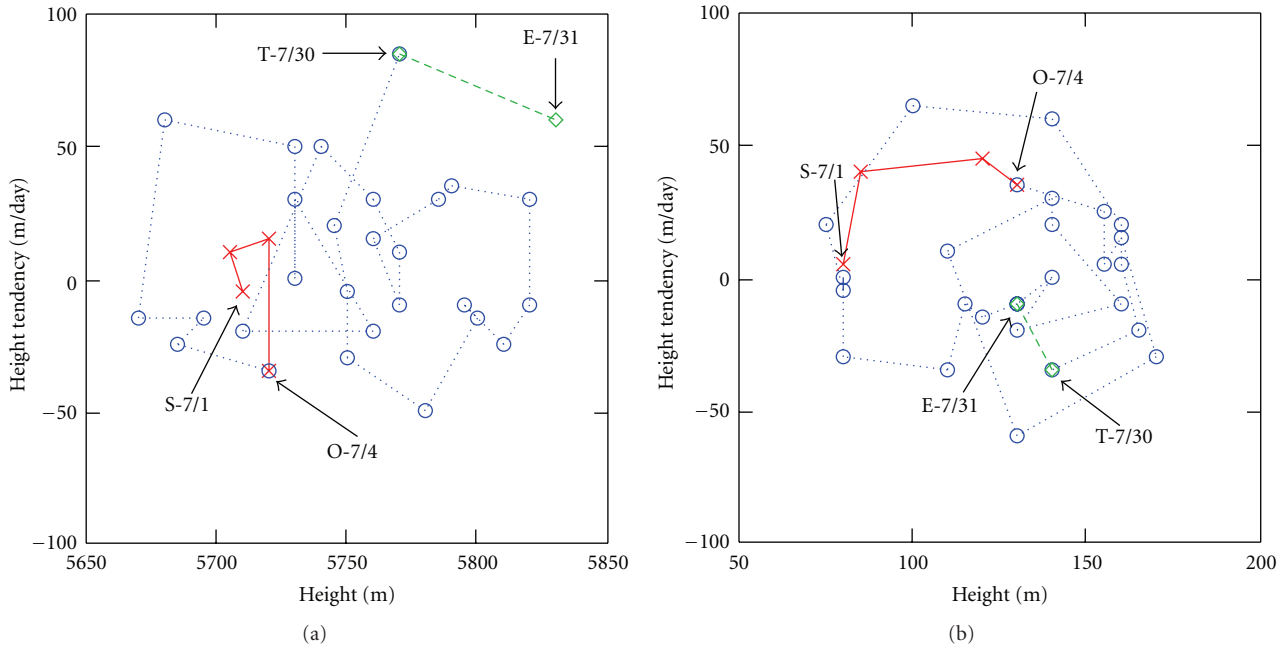 100
50
0
−50
−100
5650
5700
5750
5800
5850
Height tendency (m/day)
Height (m)
T-7/30
E-7/31
S-7/1
O-7/4
(a)
100
50
0
−50
−100
50
100
150
200
Height tendency (m/day)
Height (m)
O-7/4
S-7/1
E-7/31
T-7/30
(b)